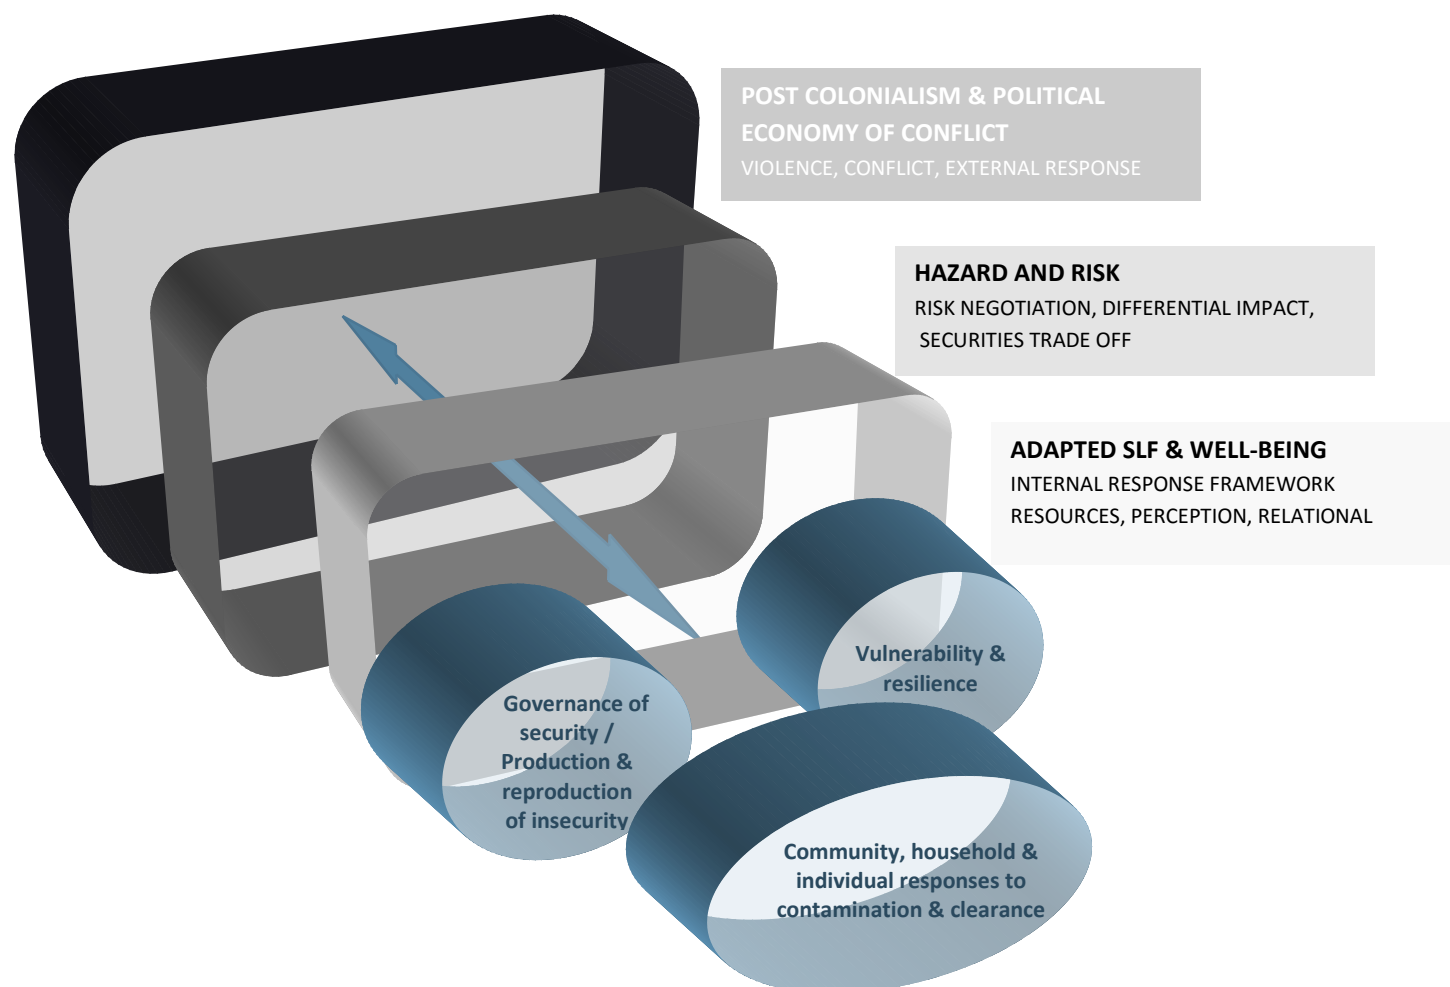 POST COLONIALISM & POLITICAL
ECONOMY OF CONFLICT
VIOLENCE, CONFLICT, EXTERNAL RESPONSE
HAZARD AND RISK
RISK NEGOTIATION, DIFFERENTIAL IMPACT,
SECURITIES TRADE OFF
ADAPTED SLF & WELL-BEING
INTERNAL RESPONSE FRAMEWORK
RESOURCES, PERCEPTION, RELATIONAL
Vulnerability &
resilience
Governance of
security /
Production &
reproduction
of insecurity
Community, household &
individual responses to
contamination & clearance